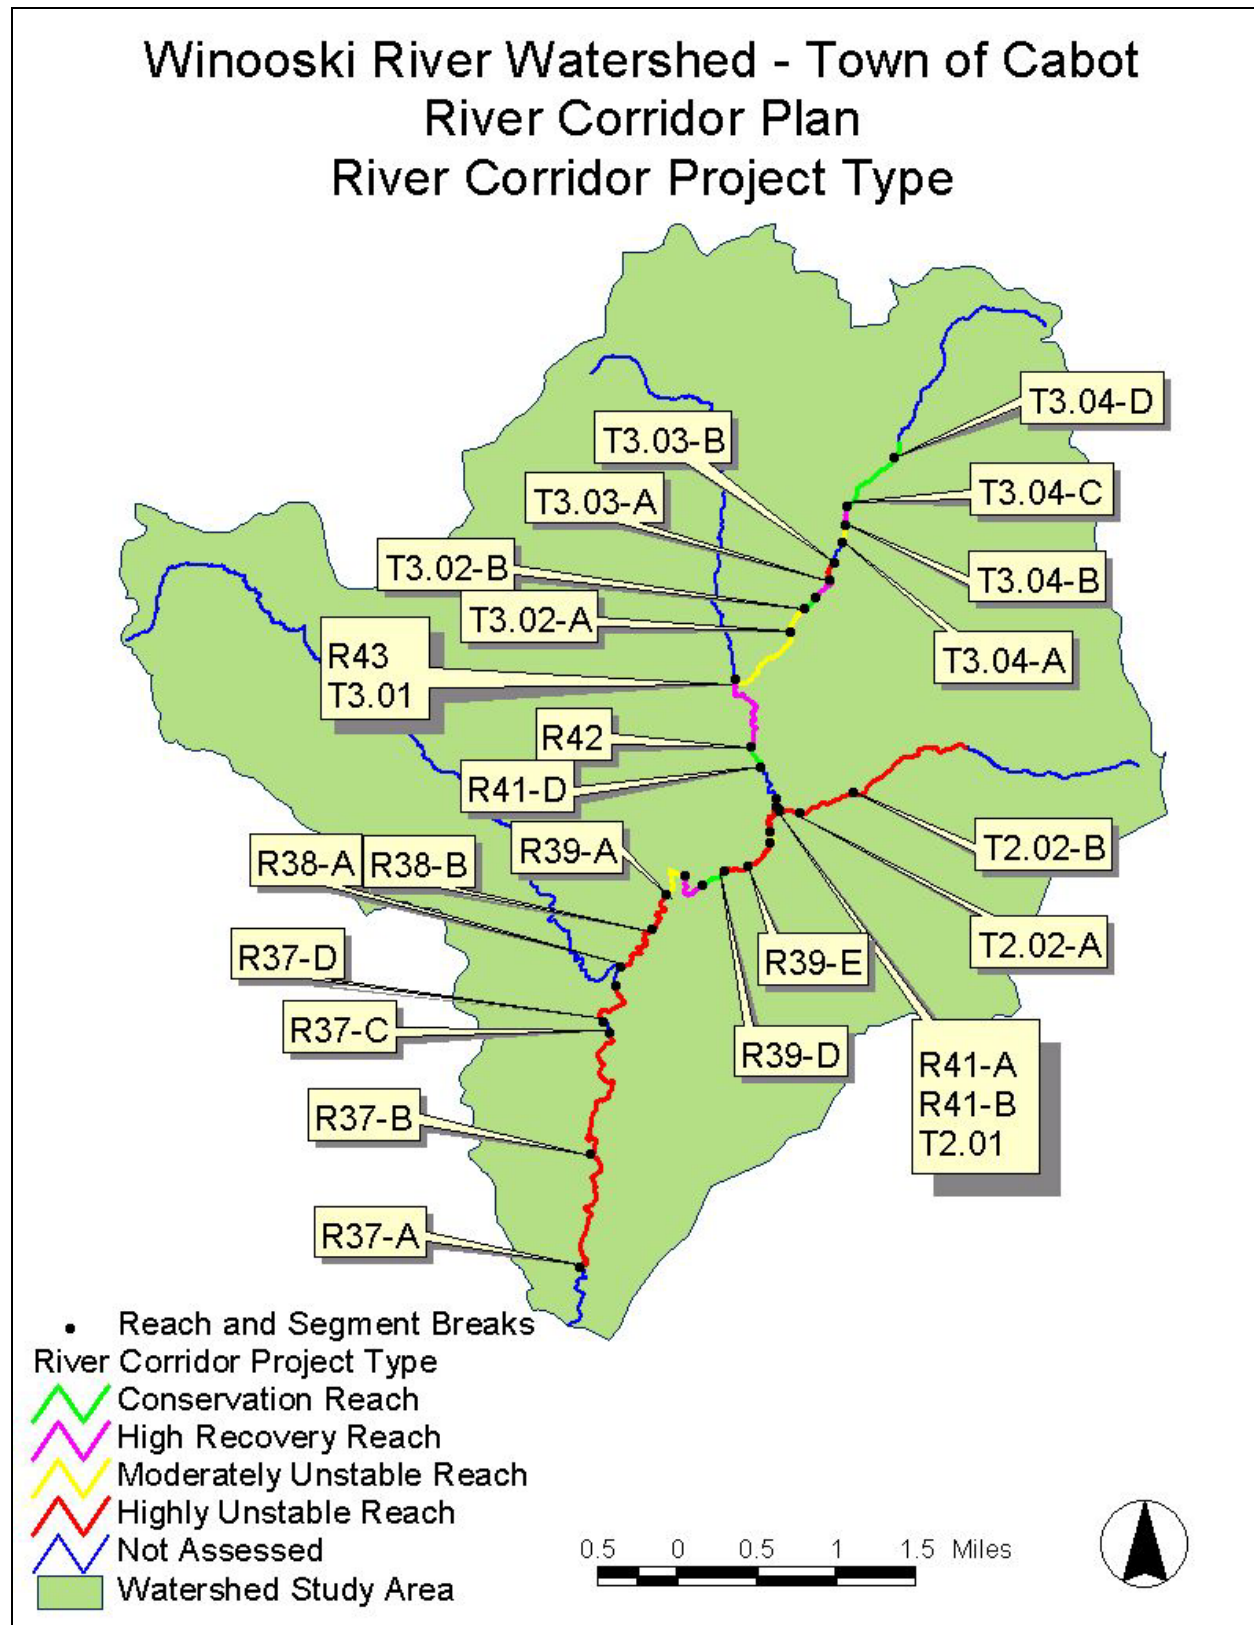 Winooski River Watershed - Town of Cabot
River Corridor Plan
River Corridor Project Type
T3.04-D
T3.03-B
T3.04-C
T3.03-A
T3.02-B
T3.04-B
T3.02-A
T3.04-A
R43
T3.01
R42
R41-D
R39-A
T2.02-B
R38-A
R38-B
T2.02-A
R37-D
R39-E
R37-C
R39-D
R41-A
R41-B
T2.01
R37-B
R37-A
Reach and Segment Breaks
River Corridor Project Type
Conservation Reach
High Recovery Reach
Moderately Unstable Reach
Highly Unstable Reach
Not Assessed
Watershed Study Area
0.5 0 0.5 1 1.5 Miles